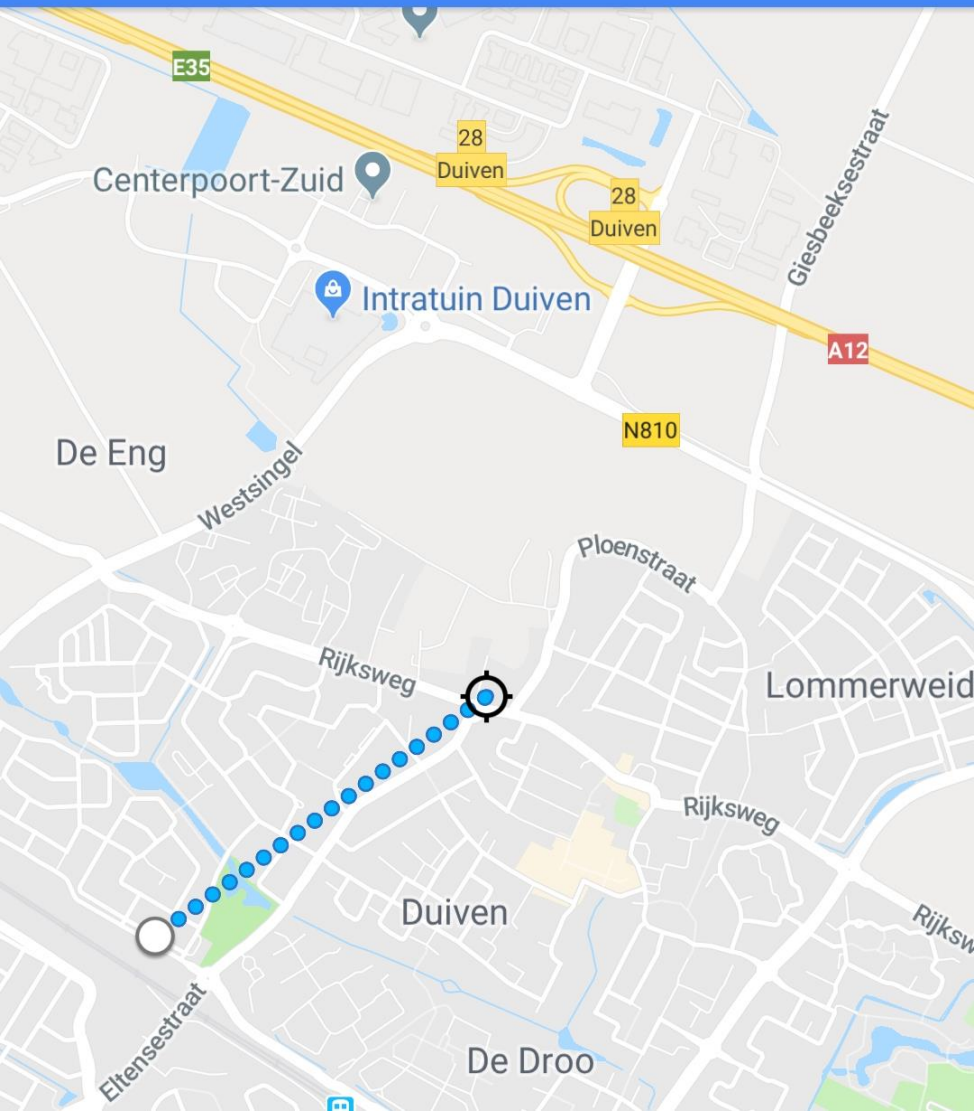 E35
28
Duiven
Centerpoort-Zuid
28
Duiven
Giesbeeksestraat
Intratuin Duiven
A12
N810
De Eng
Westsingel
Ploenstraat
Rijksweg
Lommerweid
Rijksweg
Duiven
Rijksw
Eltensestraat
De Droo